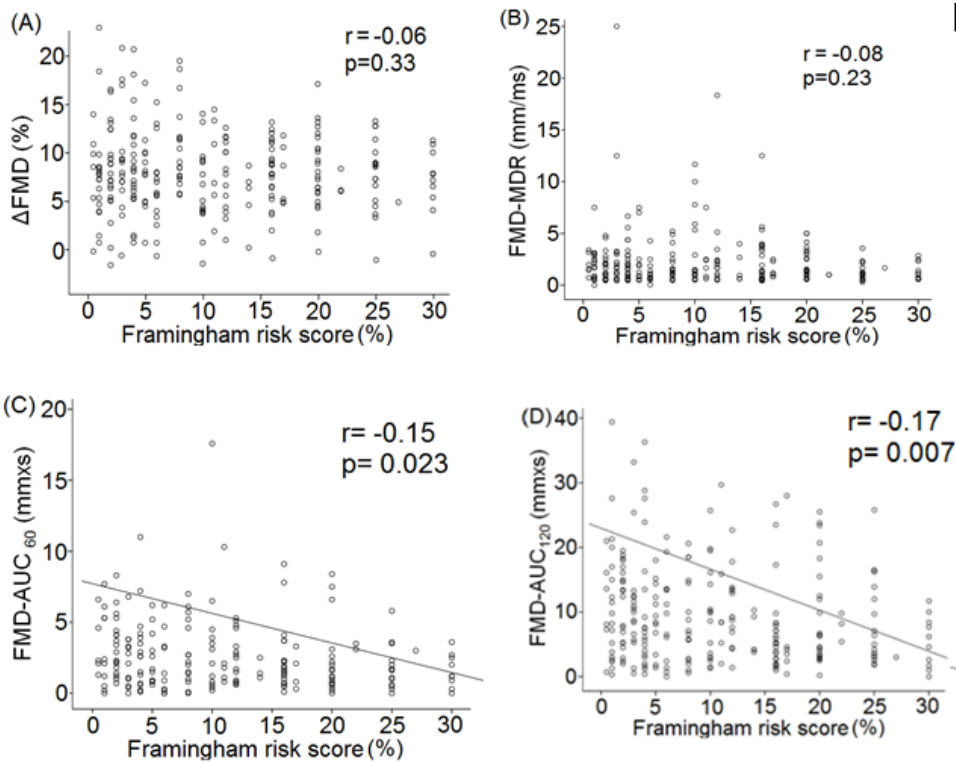 (A)
r = -0.06
p=0.33
ΔFMD (%)
20
15
10
5
0
0 5 10 15 20 25 30
Framingham risk score (%)
(B)
r = -0.08
p=0.23
FMD-MDR (mm/ms)
25
20
15
10
5
0
0 5 10 15 20 25 30
Framingham risk score (%)
(C)
r= -0.15
p= 0.023
FMD-AUC 60 (mmxs)
20
15
10
5
0
0 5 10 15 20 25 30
Framingham risk score (%)
(D)
r= -0.17
p= 0.007
FMD-AUC120 (mmxs)
40
30
20
10
0
0 5 10 15 20 25 30
Framingham risk score (%)